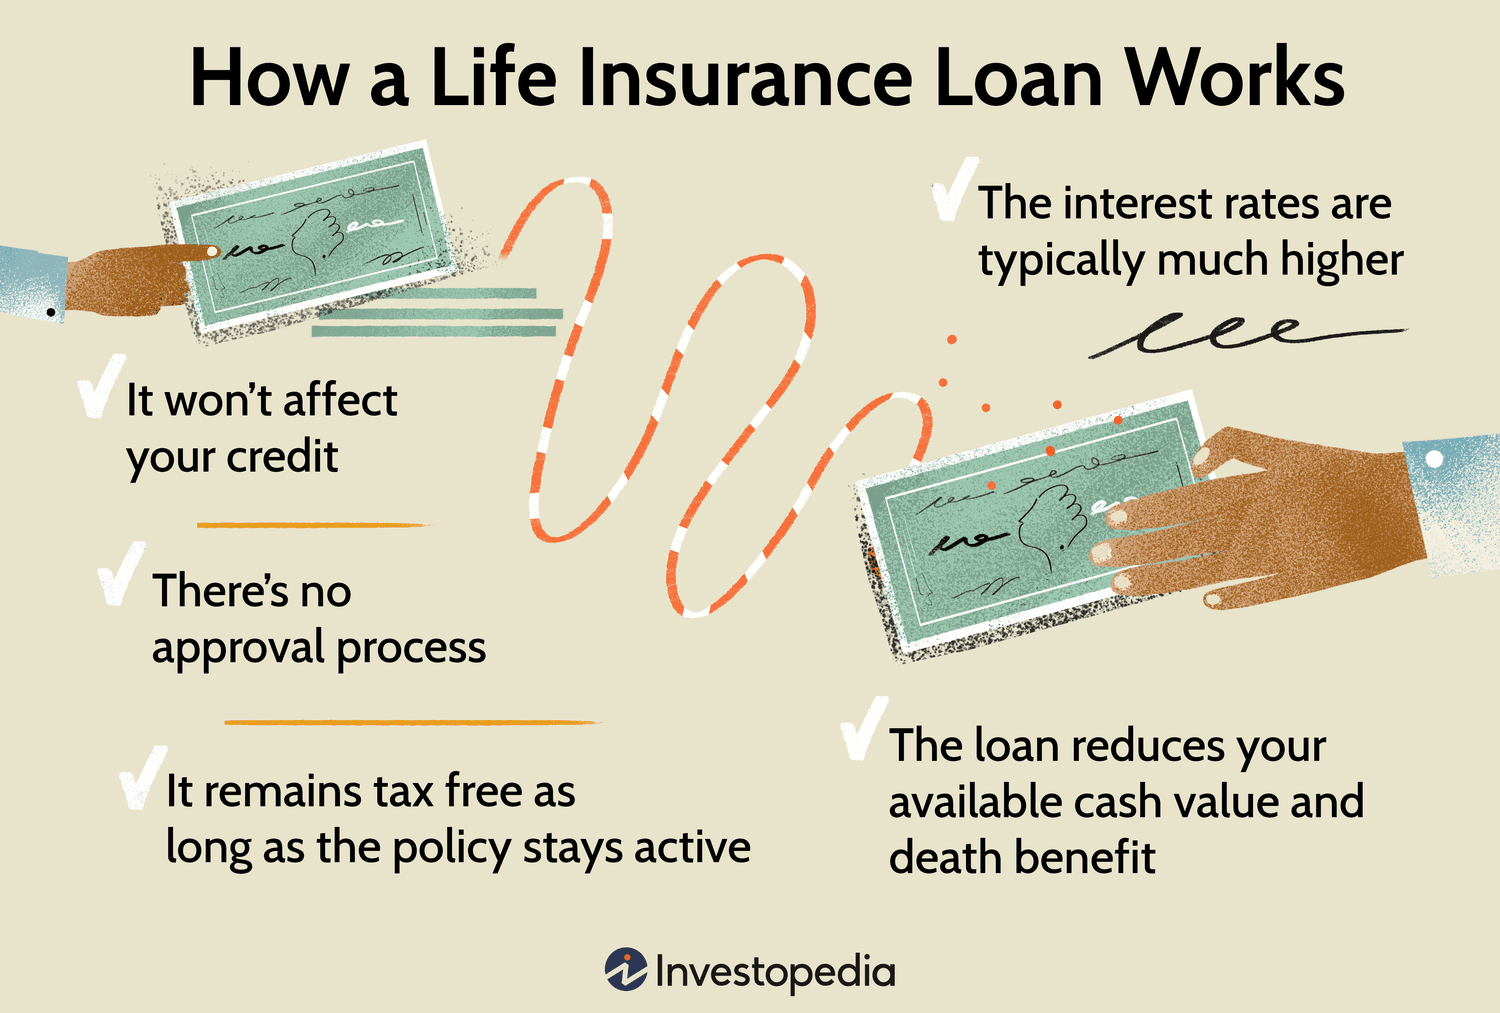 How a Life Insurance Loan Works
It won’t affect
your credit
There’s no
approval process
It remains tax free as
long as the policy stays active
The interest rates are
typically much higher
The loan reduces your
available cash value and
death benefit
Investopedia